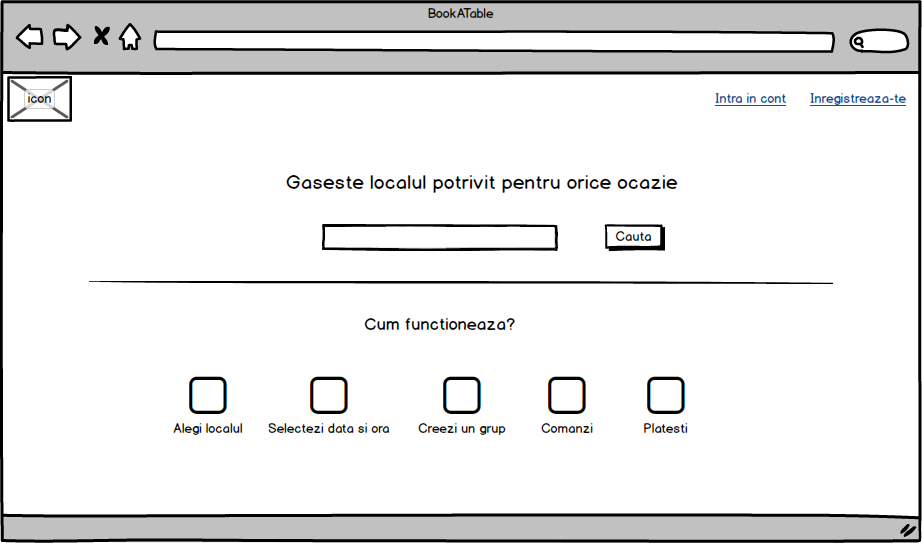 BookATable
icon
Intra in cont
Inregistreaza-te
Gaseste localul potrivit pentru orice ocazie
Cauta
Cum functioneaza?
Alegi localul
Selectezi data si ora
Creezi un grup
Comanzi
Platesti